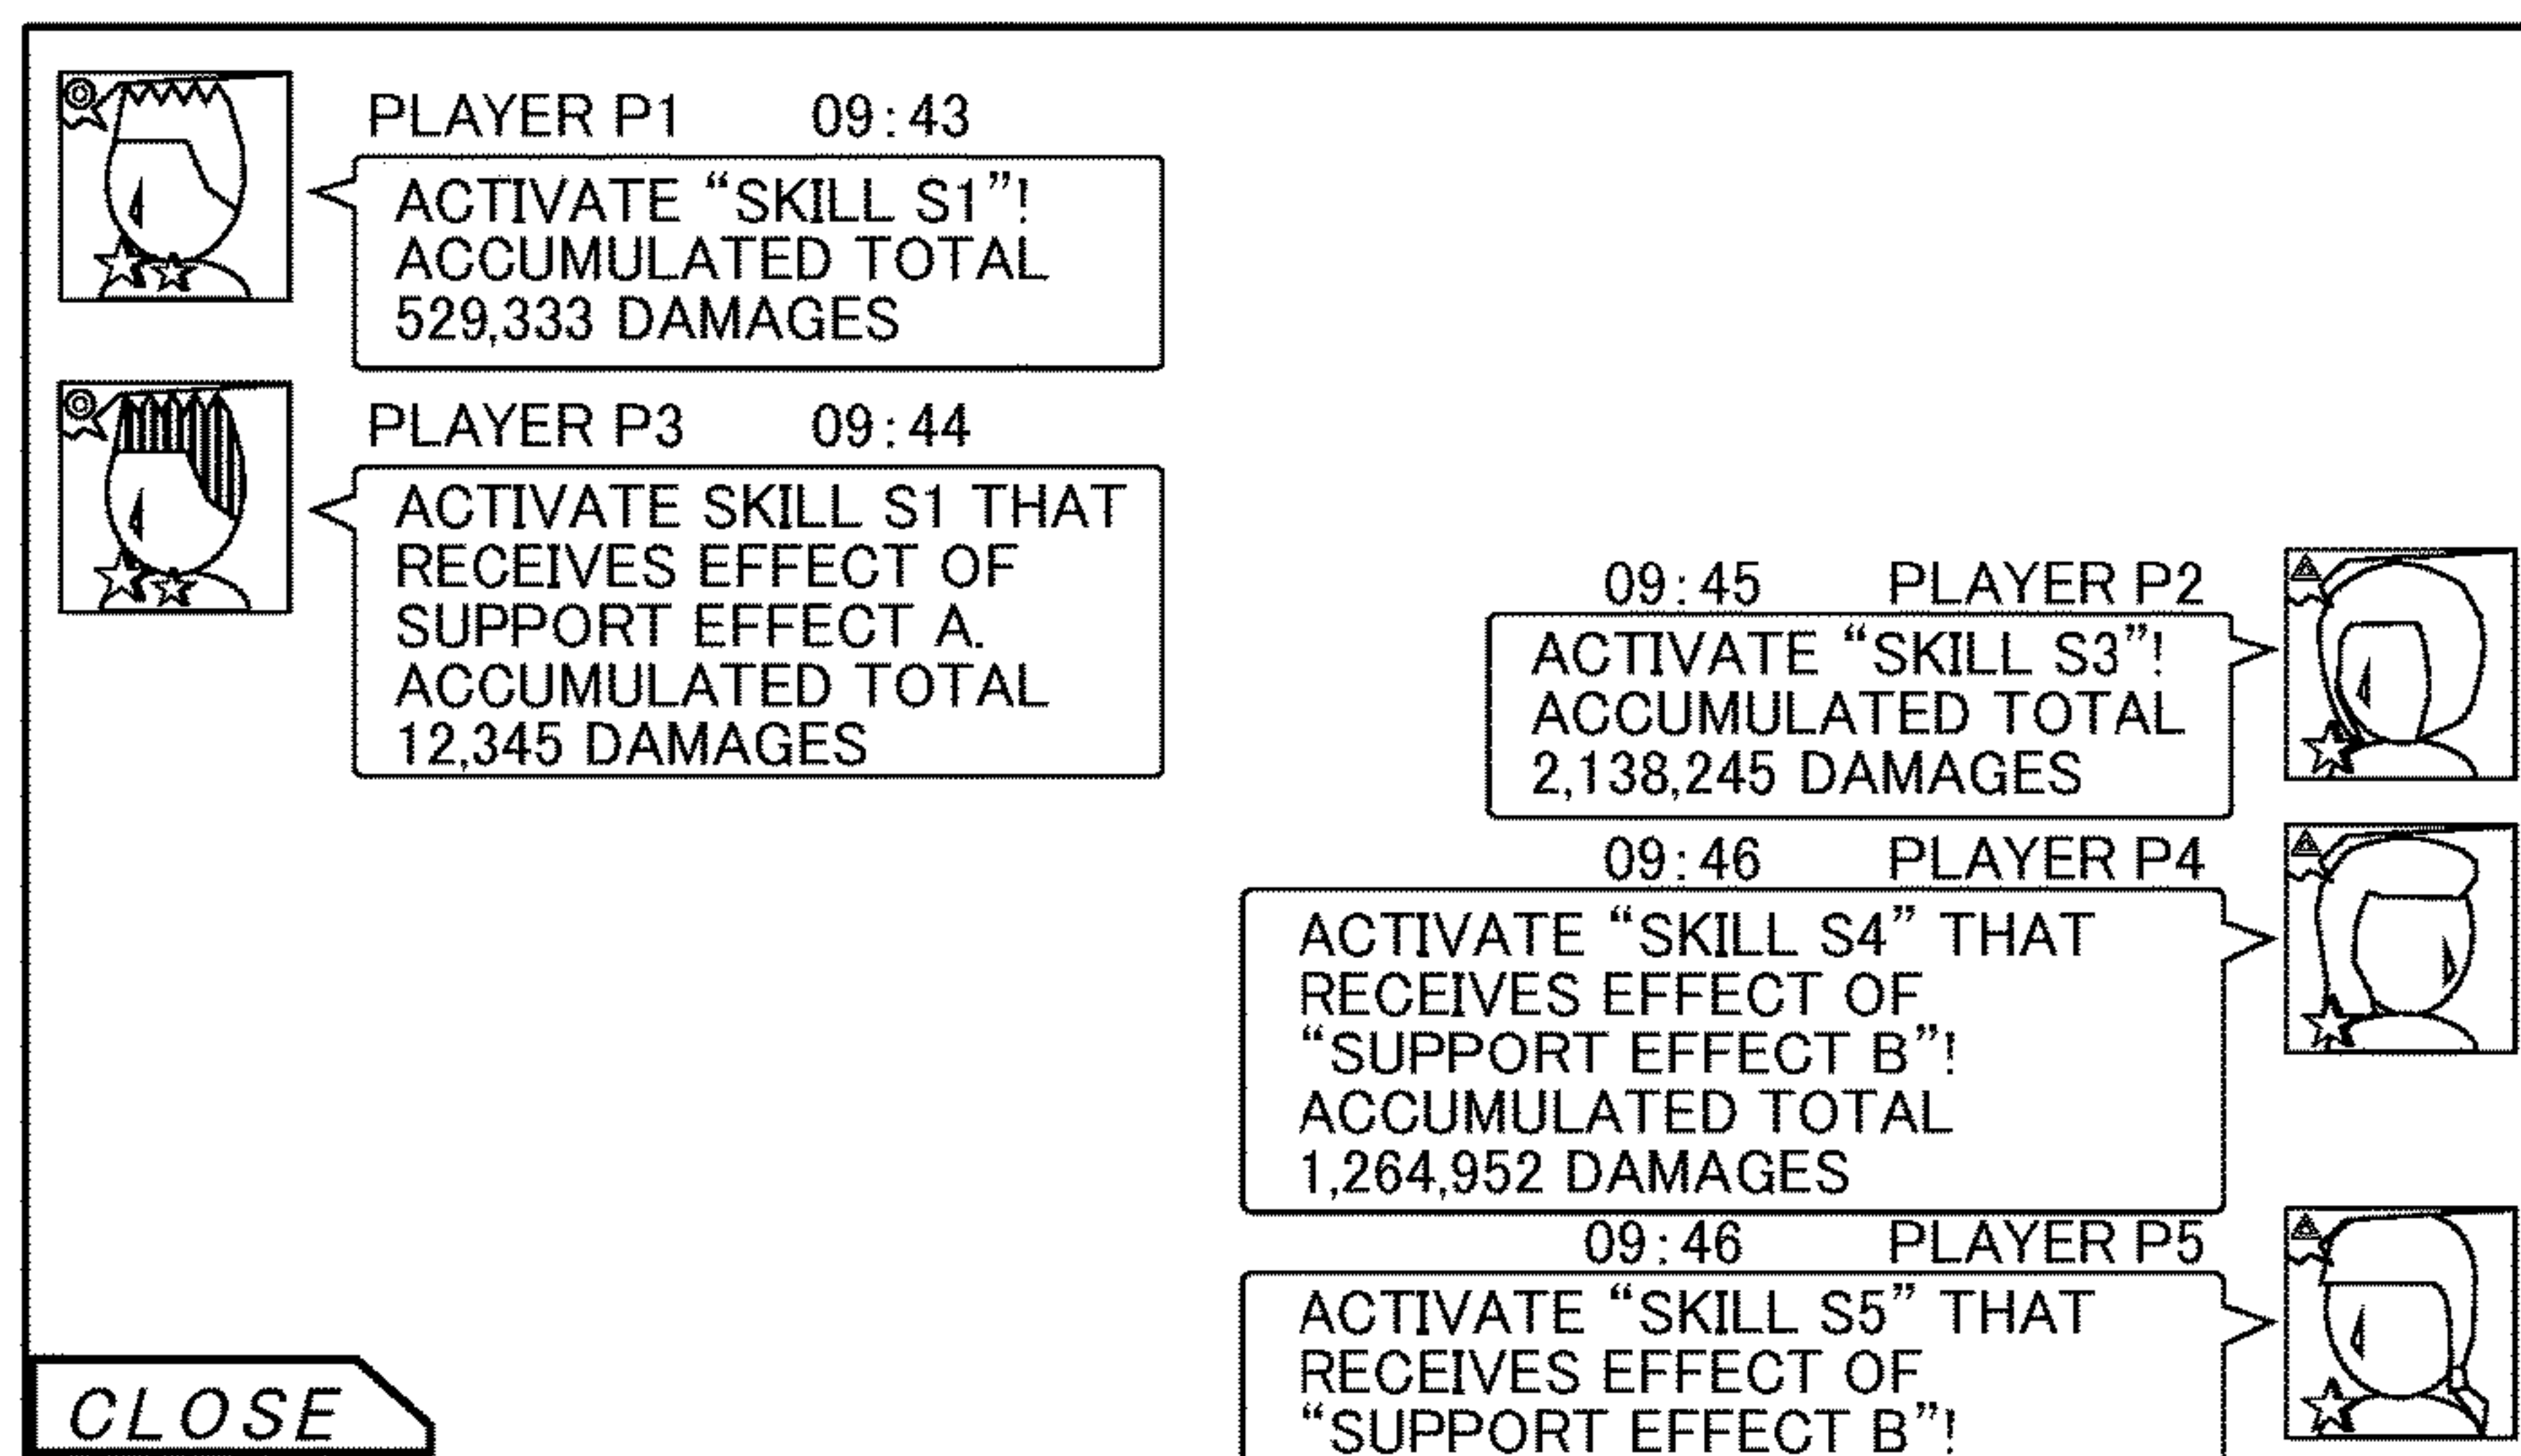 PLAYER P1 09:43
ACTIVATE “SKILL S1”!
ACCUMULATED TOTAL
529,333 DAMAGES
PLAYER P3 09:44
ACTIVATE SKILL S1 THAT
RECEIVES EFFECT OF
SUPPORT EFFECT A.
ACCUMULATED TOTAL
12,345 DAMAGES
09:45 PLAYER P2
ACTIVATE “SKILL S3”!
ACCUMULATED TOTAL
2,138,245 DAMAGES
09:46 PLAYER P4
ACTIVATE “SKILL S4” THAT
RECEIVES EFFECT OF
“SUPPORT EFFECT B”!
ACCUMULATED TOTAL
1,264,952 DAMAGES
09:46 PLAYER P5
ACTIVATE “SKILL S5” THAT
RECEIVES EFFECT OF
“SUPPORT EFFECT B”!
CLOSE